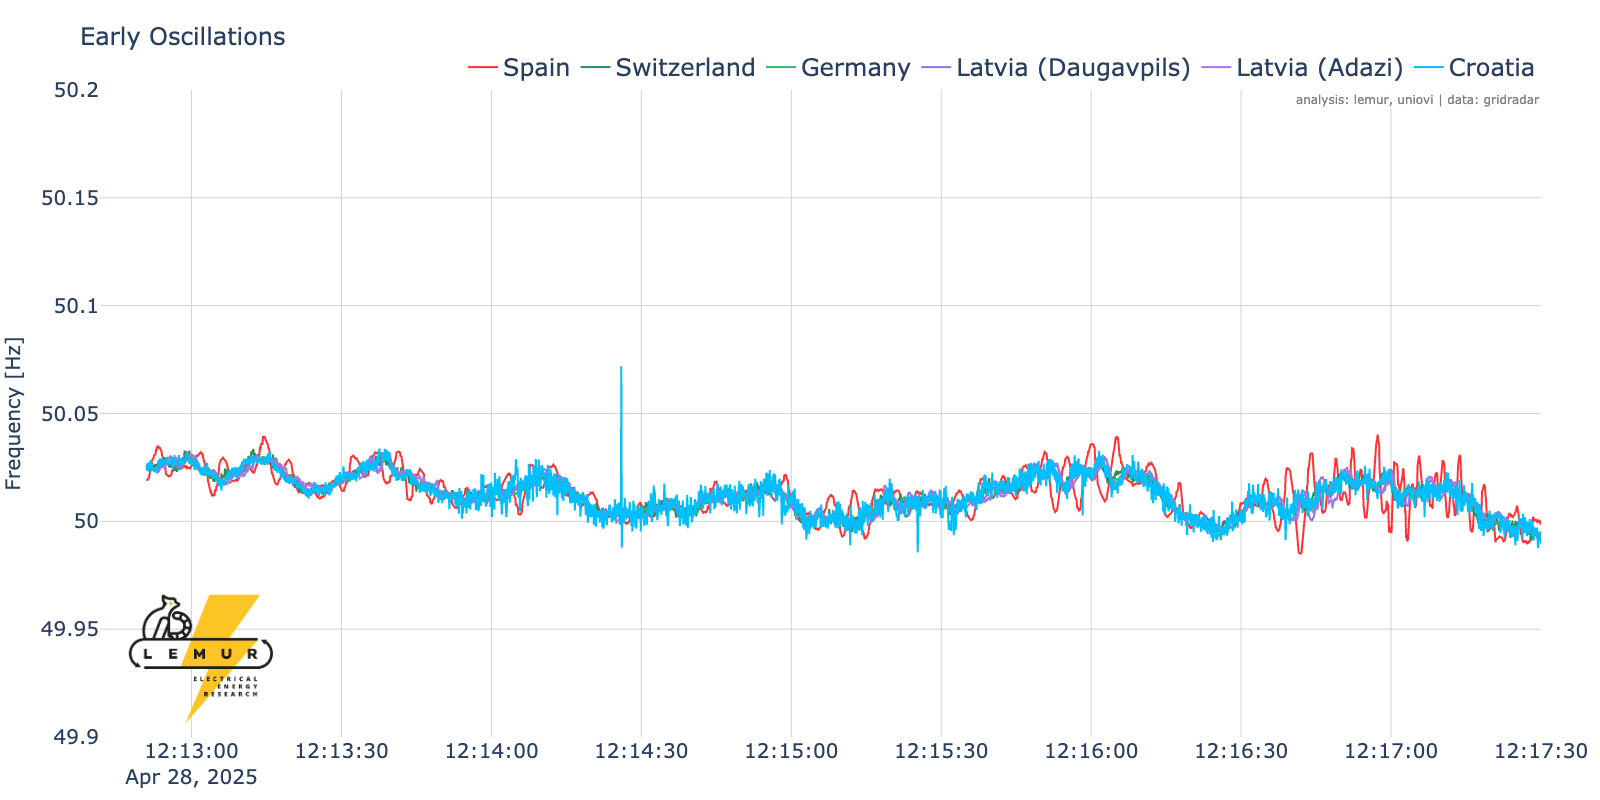 Early Oscillations
Spain Switzerland Germany Latvia (Daugavpils) Latvia (Adazi) Croatia
analysis: lemur, uniovi | data: gridradar
50.2
50.15
50.1
50.05
50
49.95
49.9
Frequency [Hz]
LEMUR
ELECTRICAL
ENERGY
RESEARCH
12:13:00 12:13:30 12:14:00 12:14:30 12:15:00 12:15:30 12:16:00 12:16:30 12:17:00 12:17:30
Apr 28, 2025